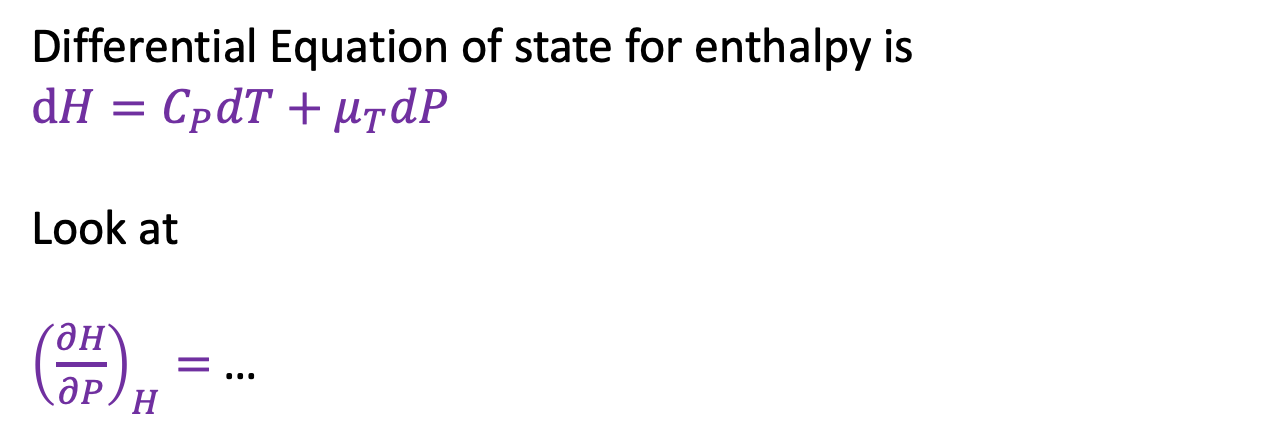 Differential Equation of state for enthalpy is
dH = C_P dT + μ_T dP
Look at
(∂H/∂P)_H = ...